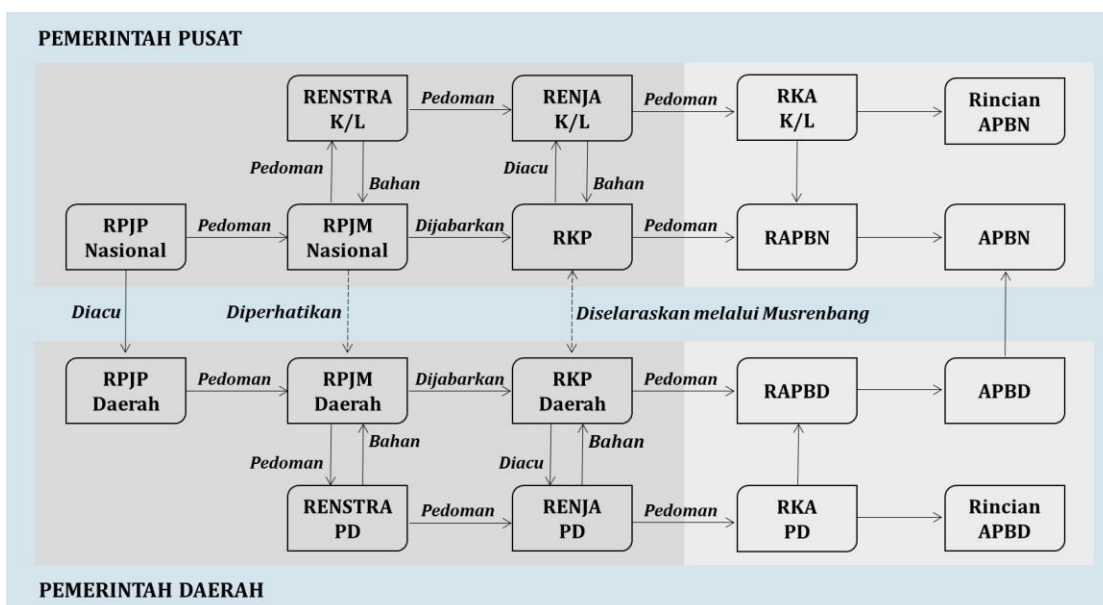 PEMERINTAH PUSAT
RENSTRA
K/L
Pedoman
RENJA
K/L
Pedoman
RKA
K/L
Rincian
APBN
Pedoman
Bahan
Diacu
Bahan
RPJP
Nasional
Pedoman
RPJM
Nasional
Dijabarkan
RKP
Pedoman
RAPBN
APBN
Diacu
Diperhatikan
Diselaraskan melalui Musrenbang
RPJP
Daerah
Pedoman
RPJM
Daerah
Dijabarkan
RKP
Daerah
Pedoman
RAPBD
APBD
Pedoman
Bahan
Diacu
Bahan
RENSTRA
PD
Pedoman
RENJA
PD
Pedoman
RKA
PD
Rincian
APBD
PEMERINTAH DAERAH